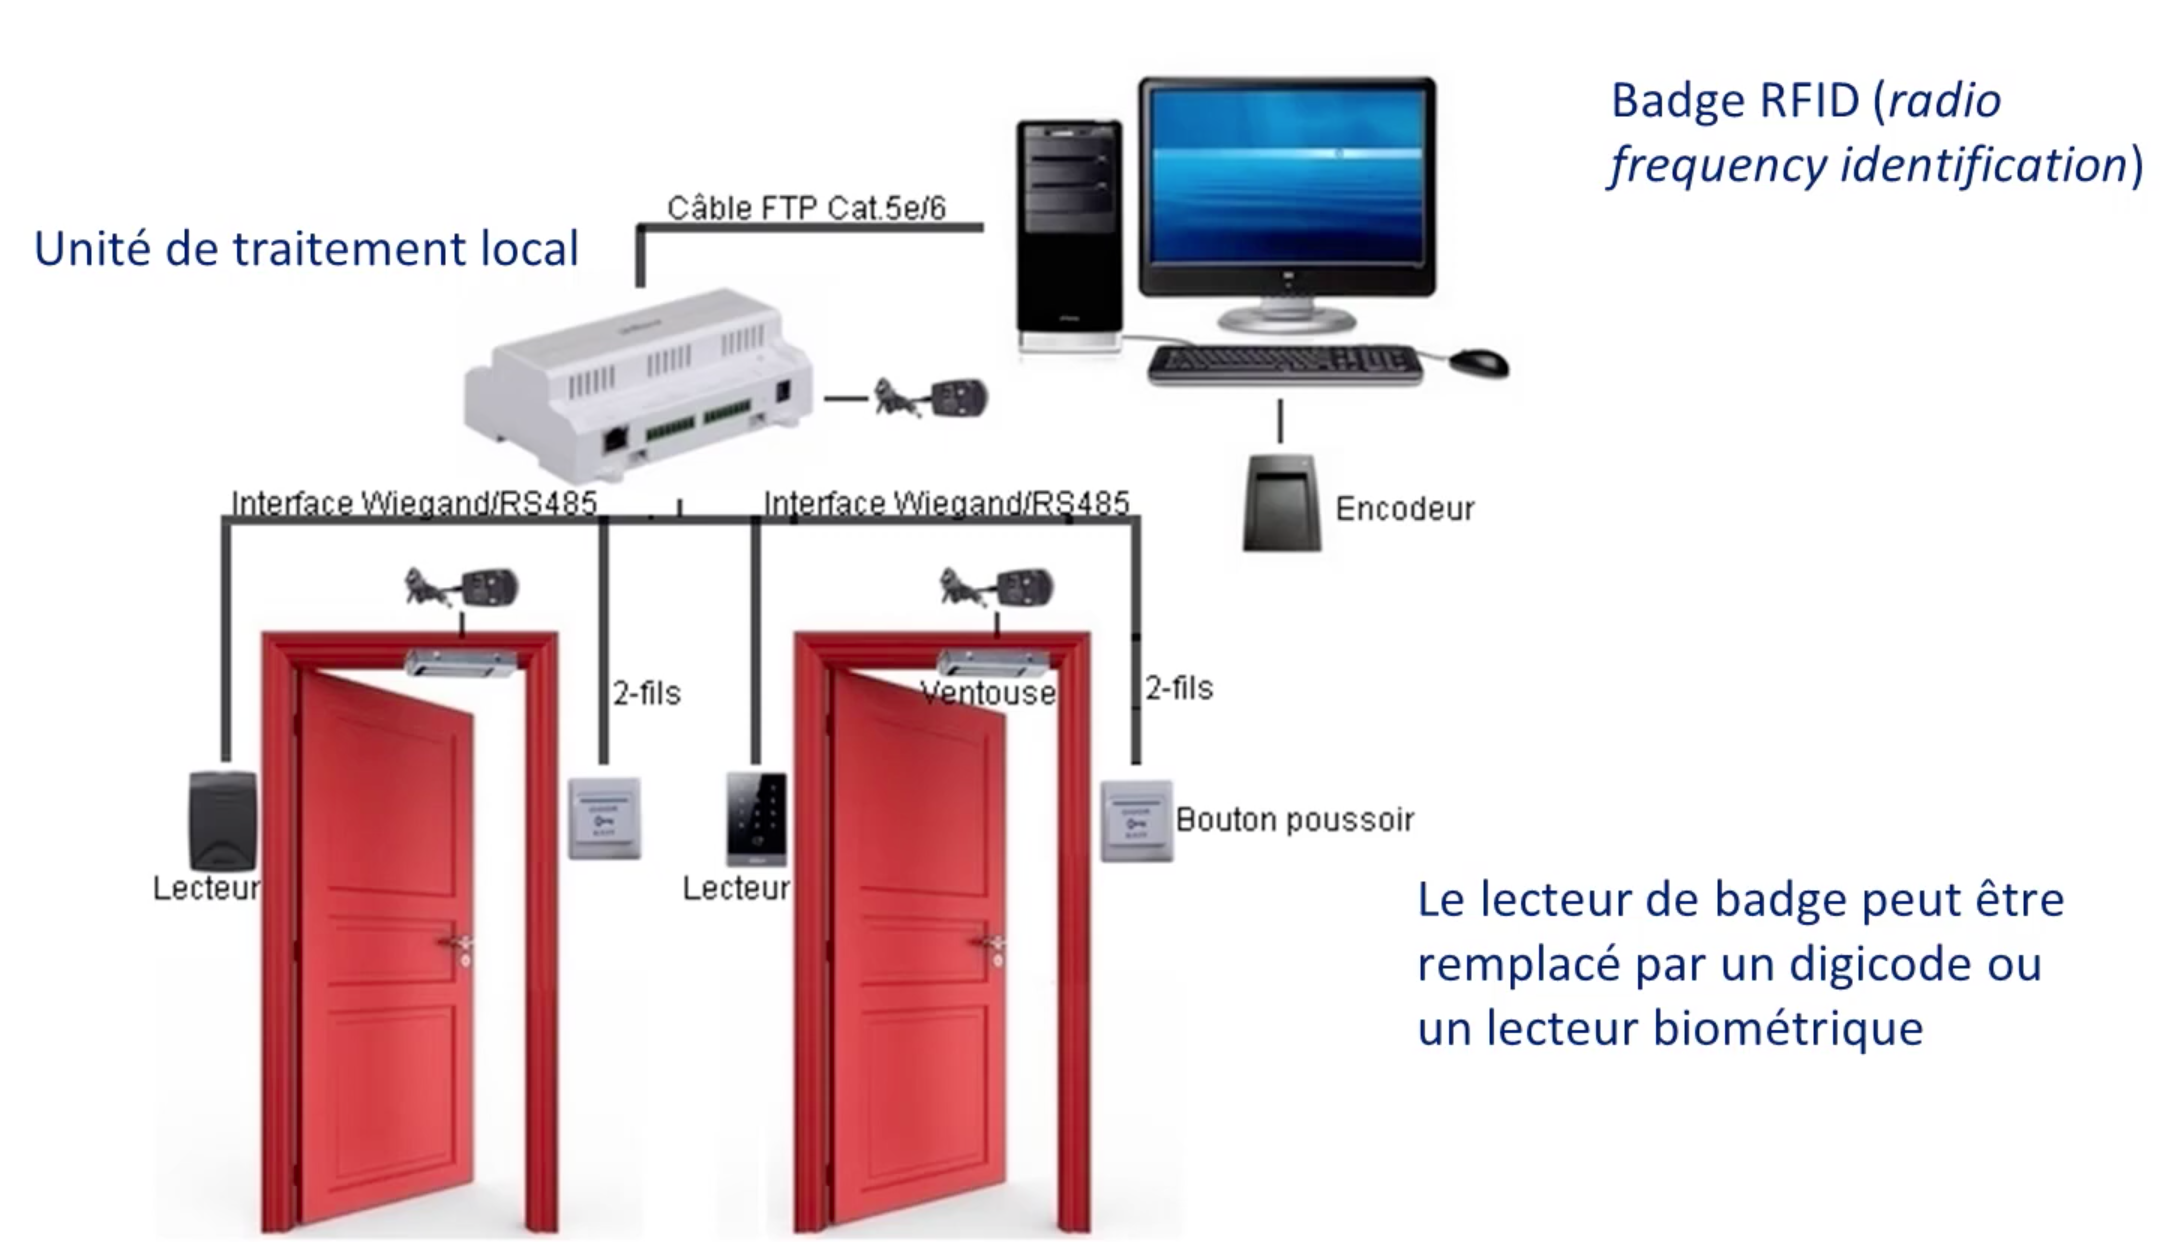 Badge RFID (radio
frequency identification)
Câble FTP Cat.5e/6
Unité de traitement local
Interface Wiegand/RS485
Interface Wiegand/RS485
Encodeur
2-fils
Ventouse
2-fils
Bouton poussoir
Lecteur
Lecteur
Le lecteur de badge peut être
remplacé par un digicode ou
un lecteur biométrique